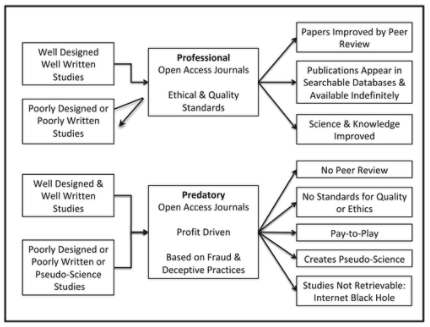 Well Designed
Well Written
Studies
Poorly Designed or
Poorly Written
Studies
Professional
Open Access Journals
Ethical & Quality
Standards
Papers Improved by Peer
Review
Publications Appear in
Searchable Databases &
Available Indefinitely
Science & Knowledge
Improved
Well Designed &
Well Written
Studies
Poorly Designed or
Poorly Written or
Pseudo-Science
Studies
Predatory
Open Access Journals
Profit Driven
Based on Fraud &
Deceptive Practices
No Peer Review
No Standards for Quality
or Ethics
Pay-to-Play
Creates Pseudo-Science
Studies Not Retrievable:
Internet Black Hole